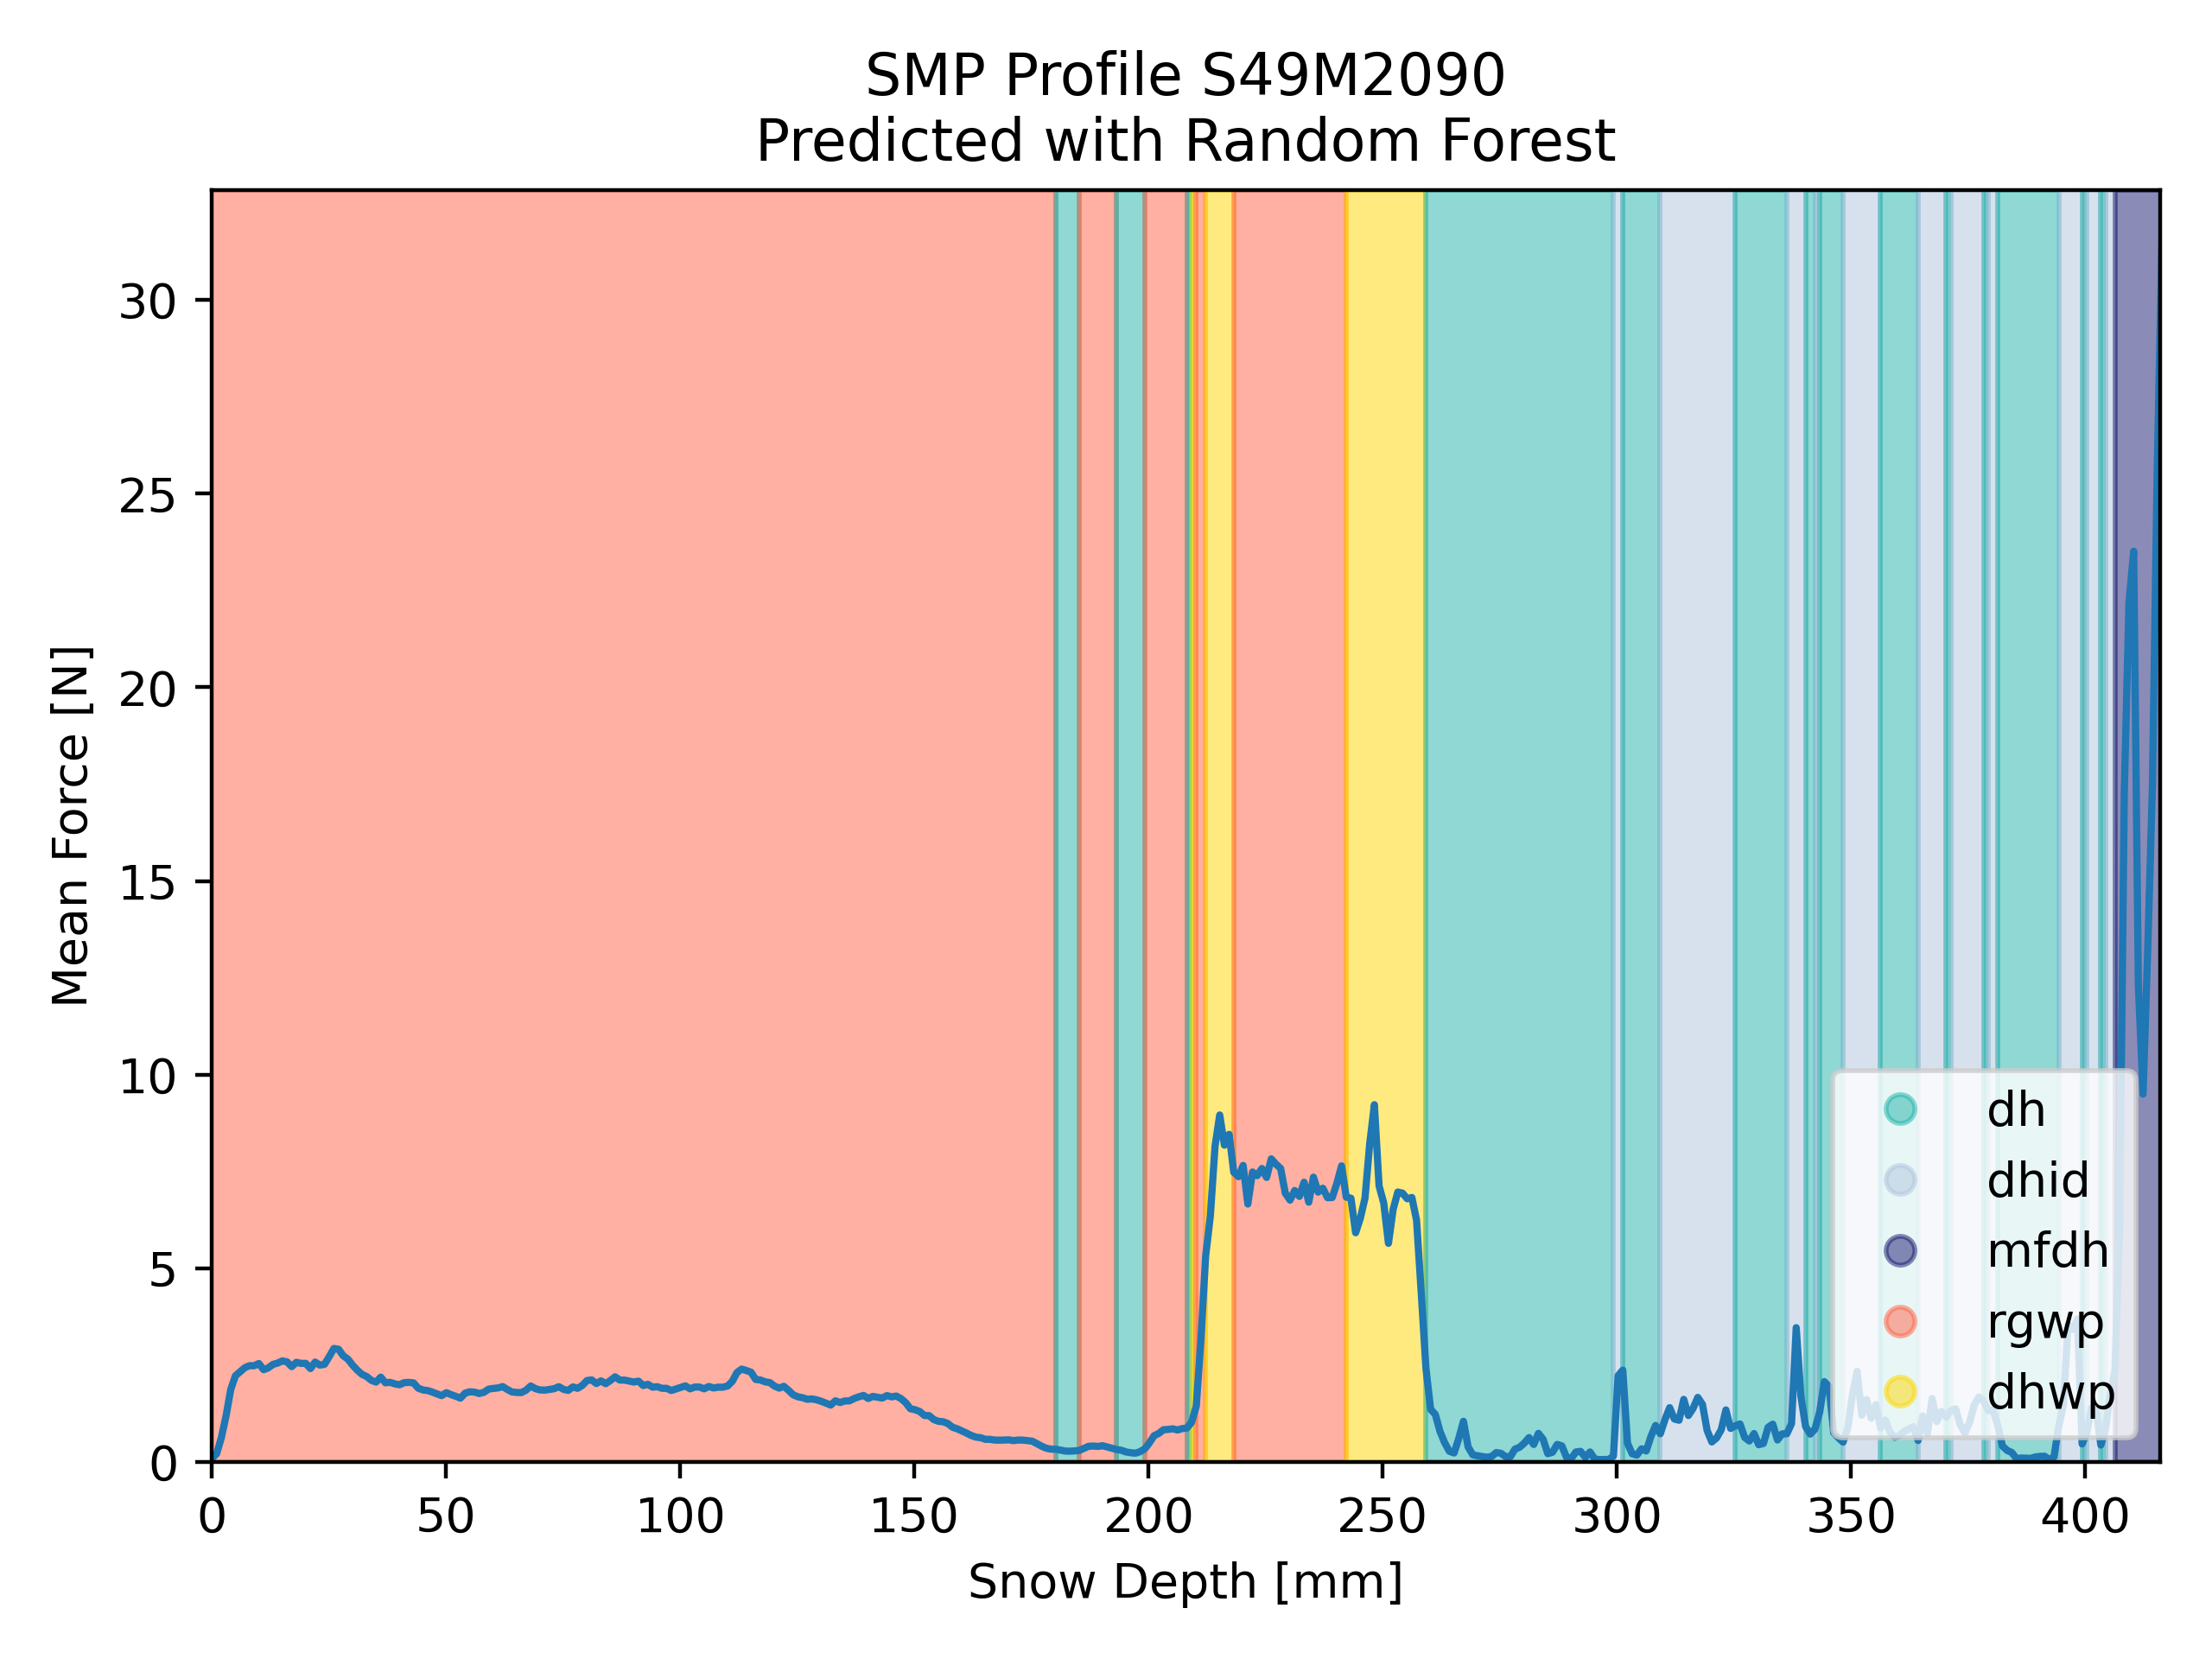 SMP Profile S49M2090
Predicted with Random Forest
Mean Force [N]
30
25
20
15
10
5
0
dh
dhid
mfdh
rgwp
dhwp
0 50 100 150 200 250 300 350 400
Snow Depth [mm]